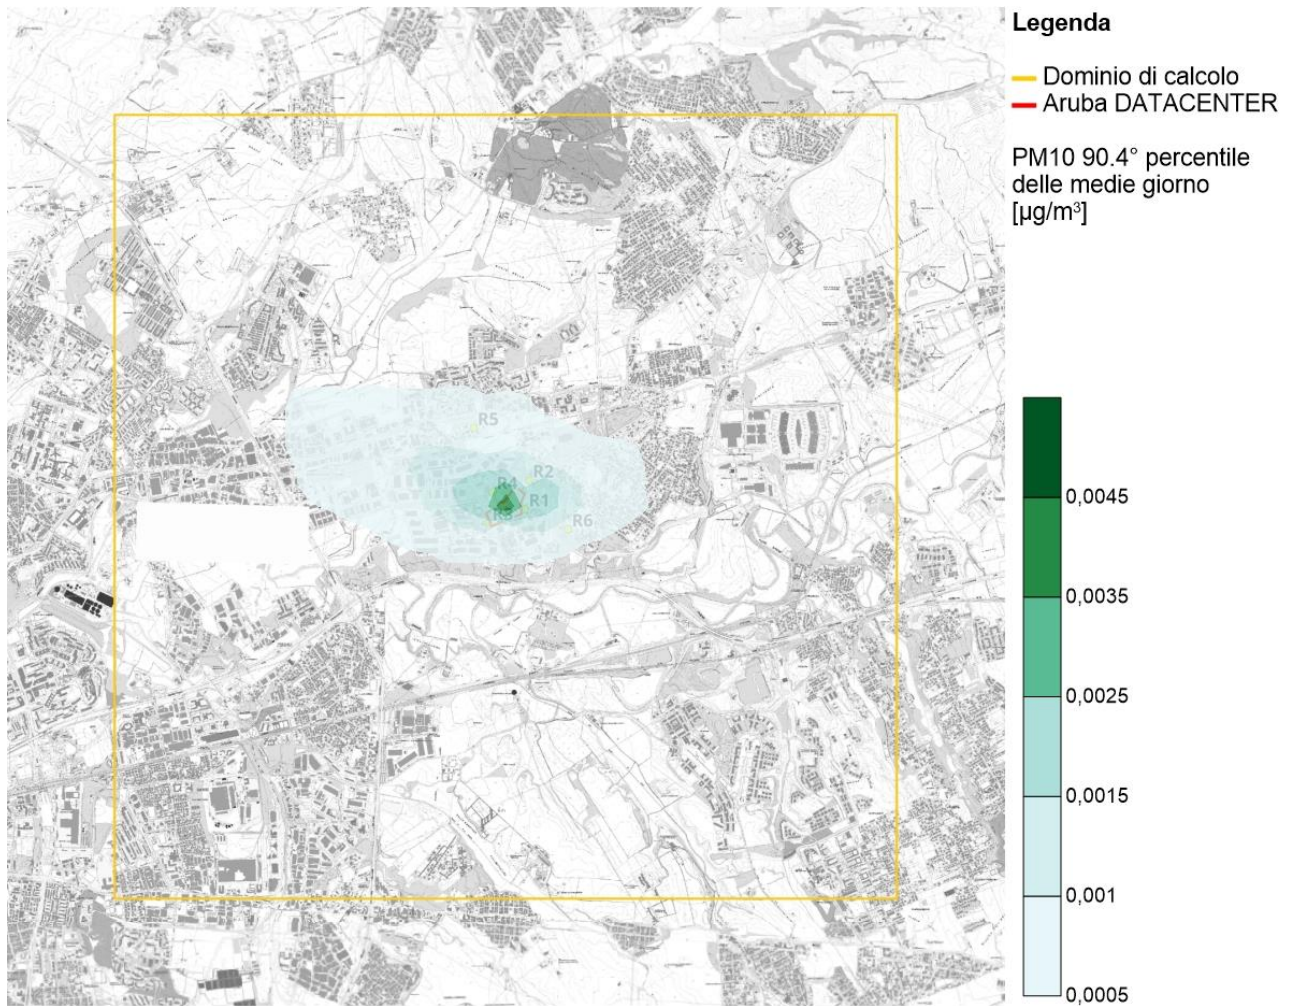 Legenda
Dominio di calcolo
Aruba DATACENTER
PM10 90.4° percentile
delle medie giorno
[µg/m³]
R5
R2
R4
R1
R3
R6
0,0045
0,0035
0,0025
0,0015
0,001
0,0005